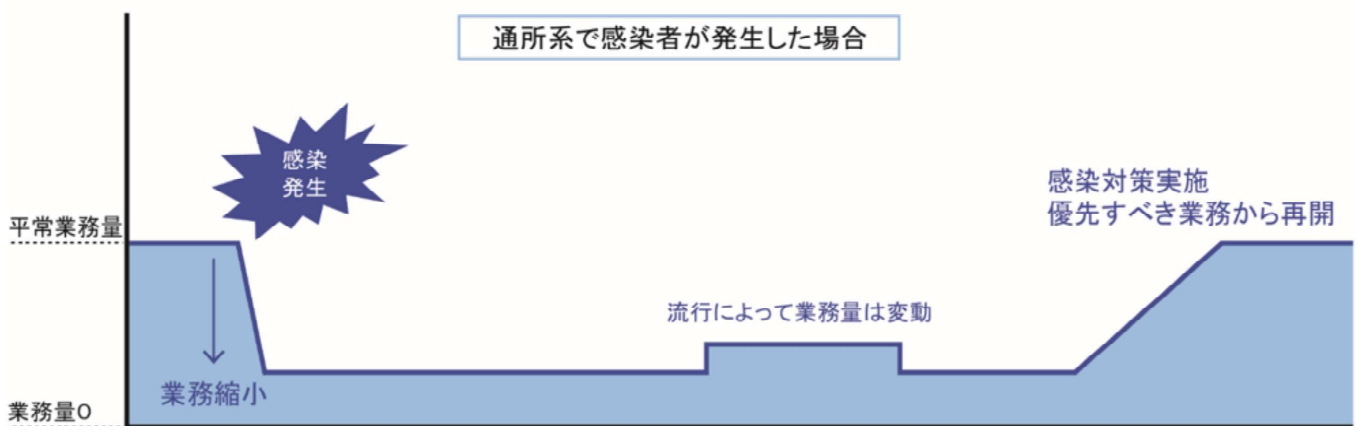 通所系で感染者が発生した場合
感染
発生
感染対策実施
優先すべき業務から再開
平常業務量
流行によって業務量は変動
業務縮小
業務量0